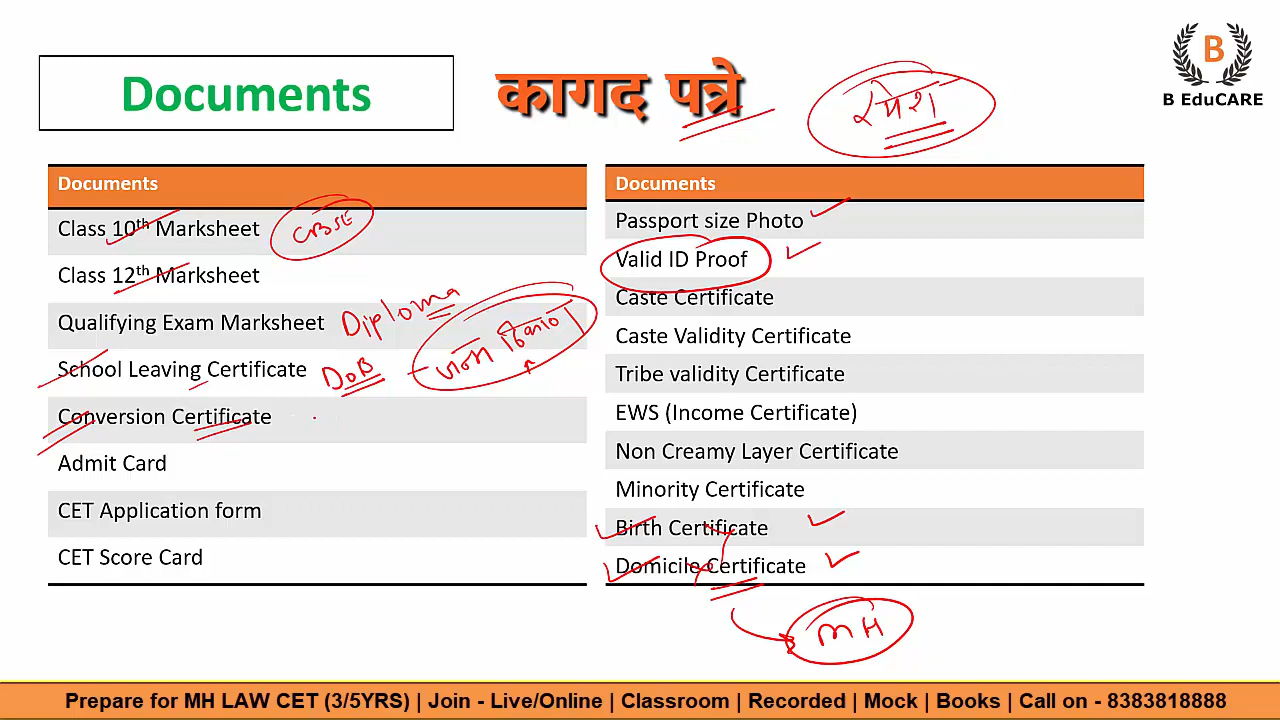 Documents
कागद पत्रे
रमेश
B
B EduCARE
Documents
Class 10th Marksheet
CBSE
Class 12th Marksheet
Qualifying Exam Marksheet
Diploma
School Leaving Certificate
DoB
जन्म ठिकाण
Conversion Certificate
Admit Card
CET Application form
CET Score Card
Documents
Passport size Photo
Valid ID Proof
Caste Certificate
Caste Validity Certificate
Tribe validity Certificate
EWS (Income Certificate)
Non Creamy Layer Certificate
Minority Certificate
Birth Certificate
Domicile Certificate
MH
Prepare for MH LAW CET (3/5YRS) | Join - Live/Online | Classroom | Recorded | Mock | Books | Call on - 8383818888